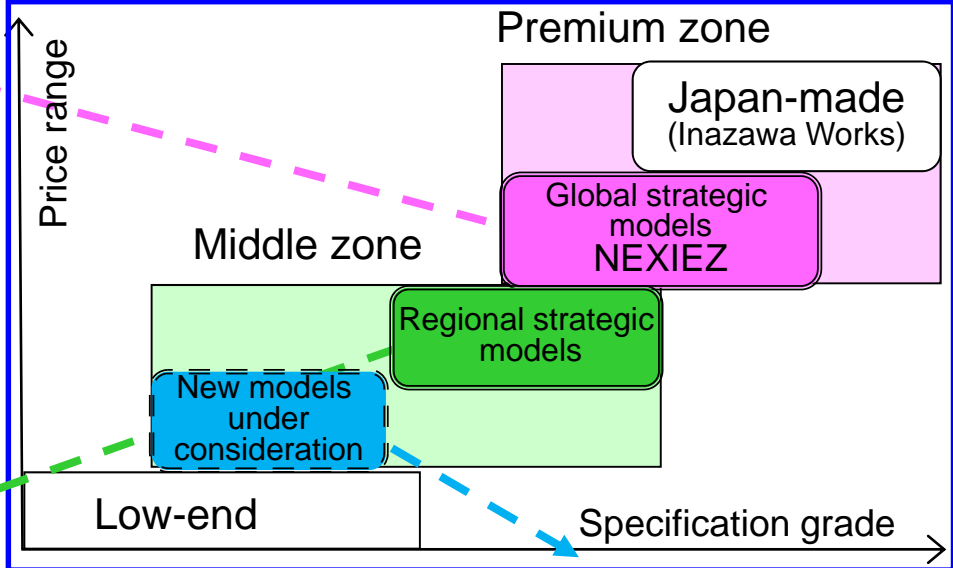 Premium zone
Price range
Japan-made
(Inazawa Works)
Global strategic
models
NEXIEZ
Middle zone
Regional strategic
models
New models
under
consideration
Low-end
Specification grade